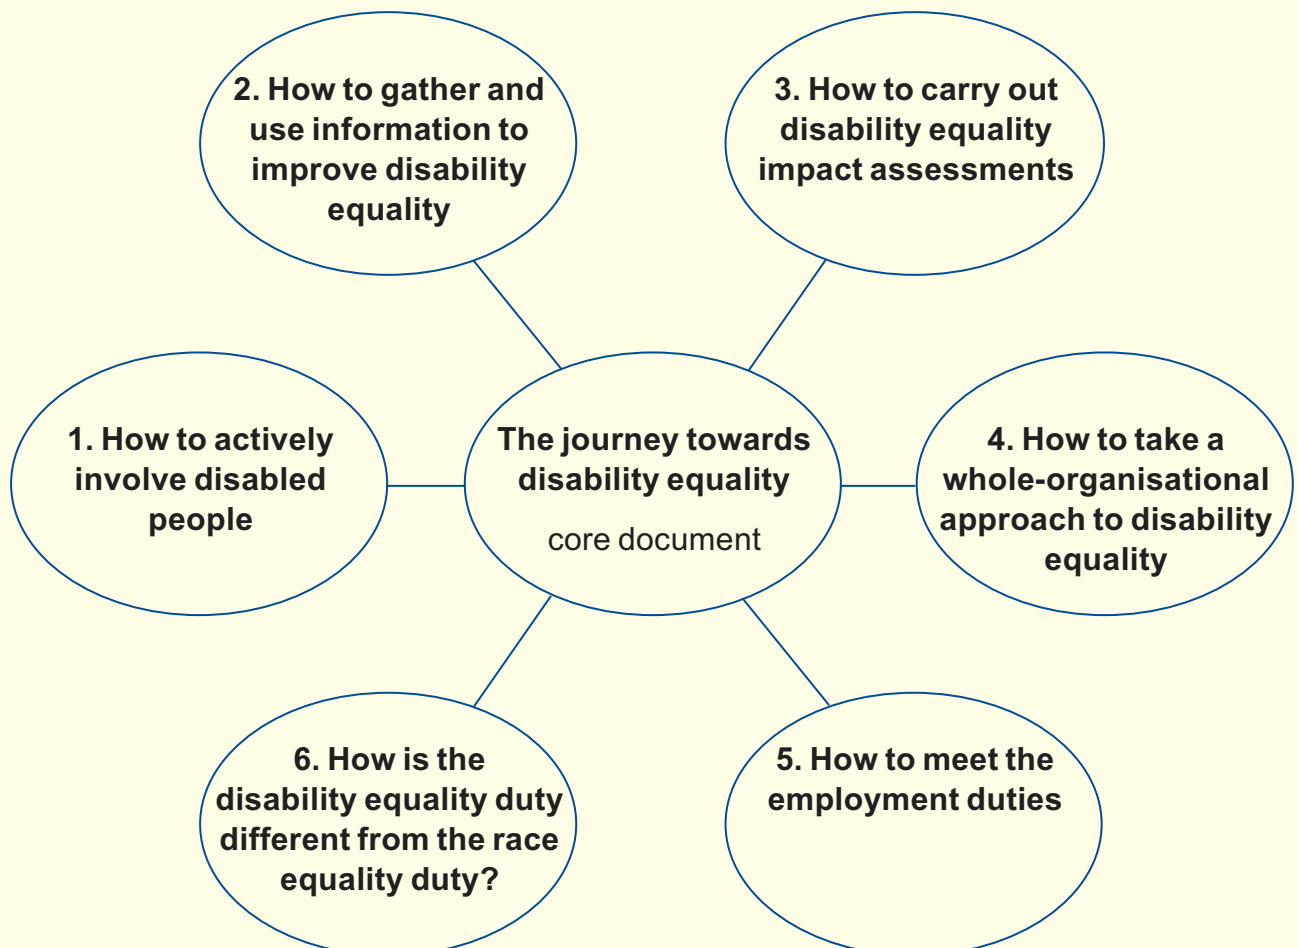 2. How to gather and
use information to
improve disability
equality
3. How to carry out
disability equality
impact assessments
1. How to actively
involve disabled
people
The journey towards
disability equality
core document
4. How to take a
whole-organisational
approach to disability
equality
6. How is the
disability equality duty
different from the race
equality duty?
5. How to meet the
employment duties